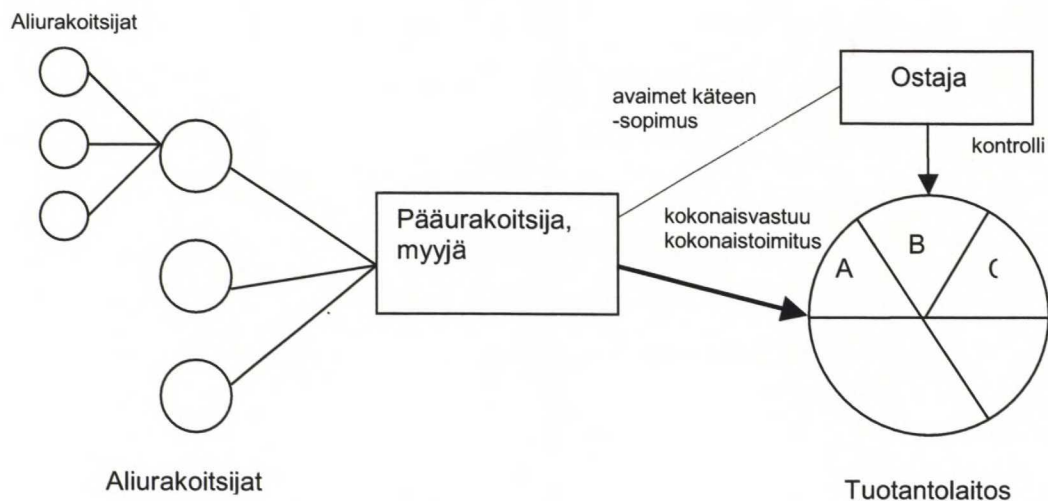 Aliurakoitsijat
avaimet käteen
-sopimus
Ostaja
kontrolli
Pääurakoitsija,
myyjä
kokonaisvastuu
kokonaistoimitus
A
B
C
Aliurakoitsijat
Tuotantolaitos